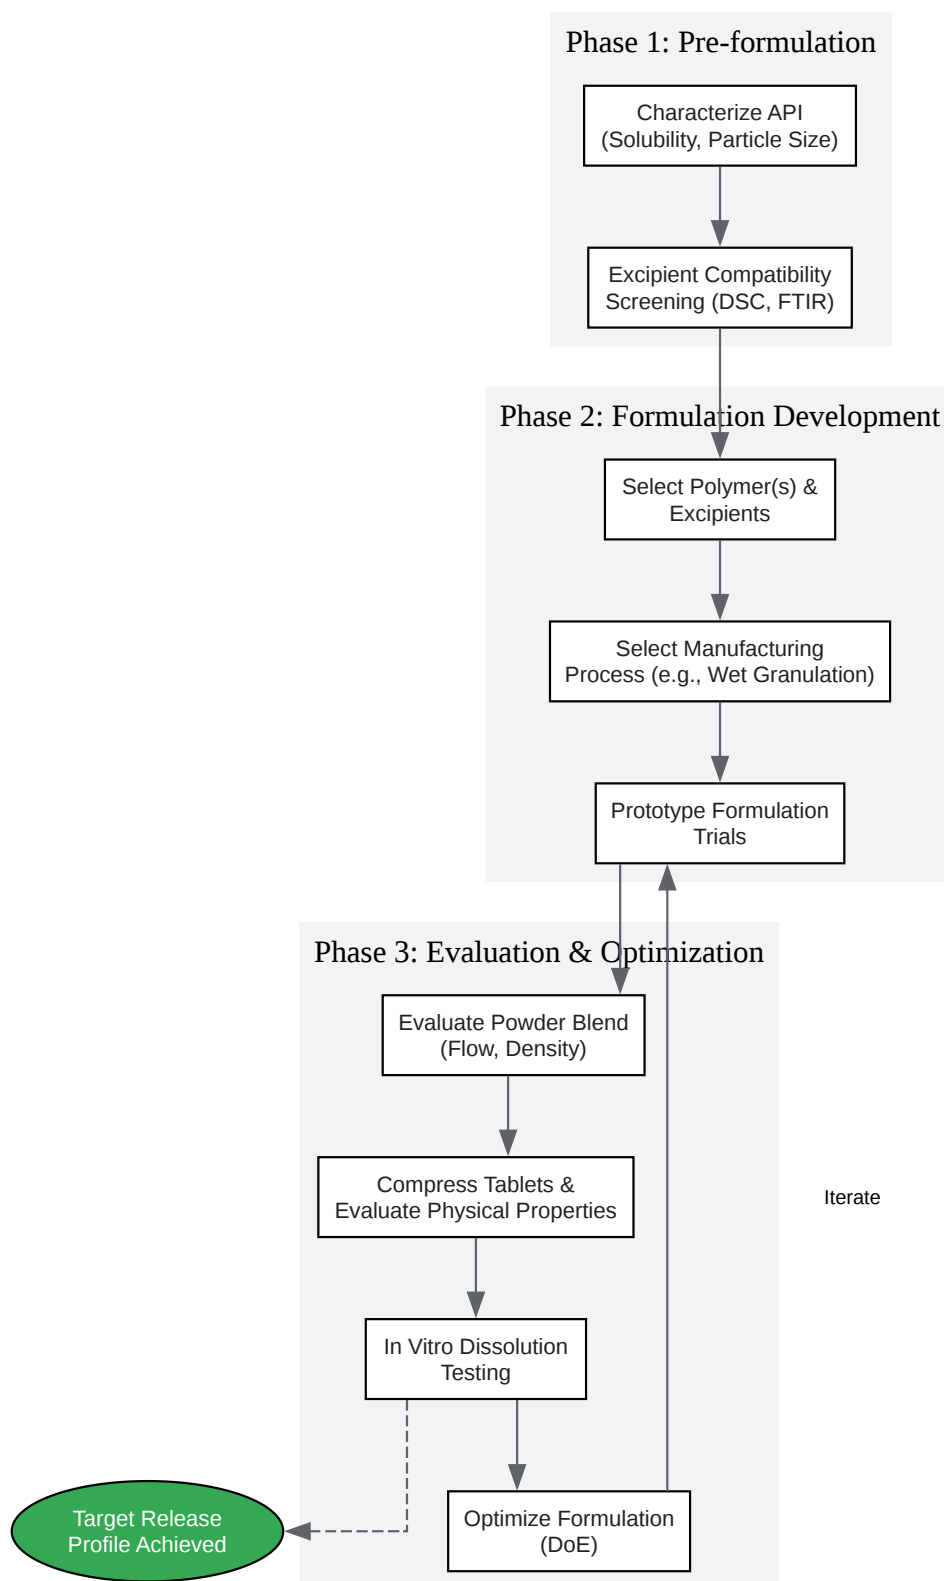 Phase 1: Pre-formulation
Characterize API
(Solubility, Particle Size)
Excipient Compatibility
Screening (DSC, FTIR)
Phase 2: Formulation Development
Select Polymer(s) &
Excipients
Select Manufacturing
Process (e.g., Wet Granulation)
Prototype Formulation
Trials
Phase 3: Evaluation & Optimization
Evaluate Powder Blend
(Flow, Density)
Compress Tablets &
Evaluate Physical Properties
Iterate
In Vitro Dissolution
Testing
Target Release
Profile Achieved
Optimize Formulation
(DoE)